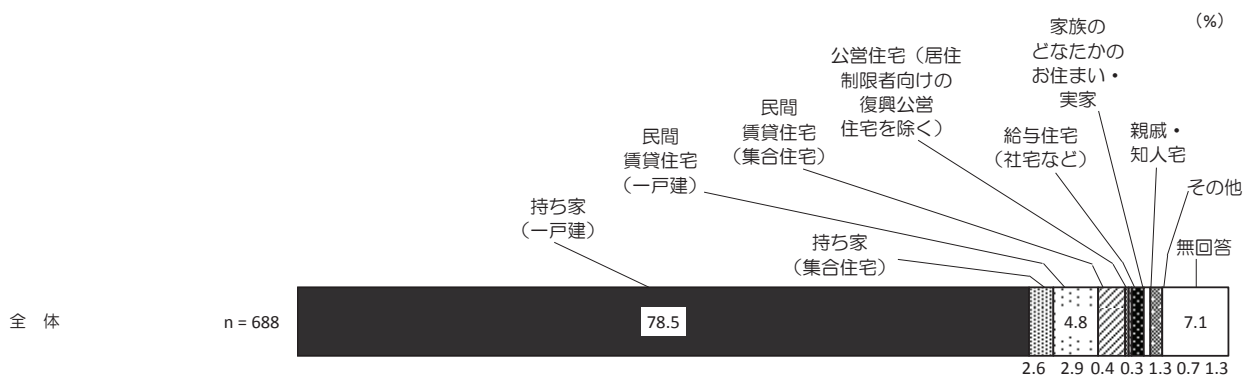 （%）
家族の
どなたかの
お住まい・
実家
公営住宅（居住
制限者向けの
復興公営
住宅を除く）
民間
賃貸住宅
（集合住宅）
給与住宅
（社宅など）
親戚・
知人宅
民間
賃貸住宅
（一戸建）
その他
持ち家
（一戸建）
持ち家
（集合住宅）
無回答
全 体 n = 688 78.5 4.8 7.1
2.6 2.9 0.4 0.3 1.3 0.7 1.3